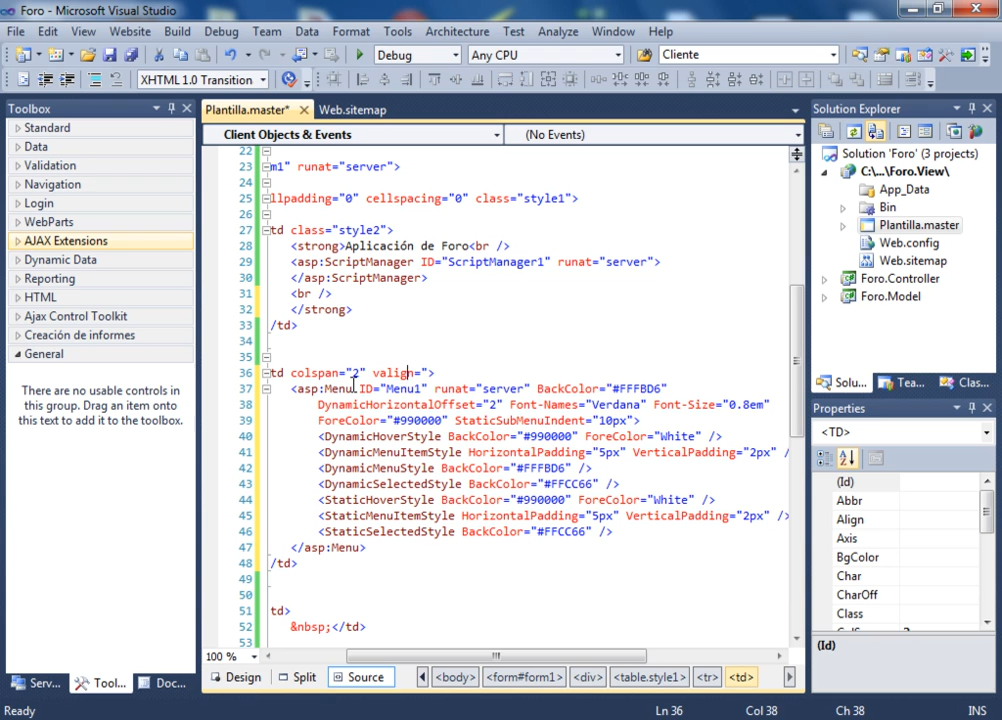 Foro - Microsoft Visual Studio
File Edit View Website Build Debug Team Data Format Tools Architecture Test Analyze Window Help
Debug Any CPU Cliente
XHTML 1.0 Transition
Toolbox
Standard
Data
Validation
Navigation
Login
WebParts
AJAX Extensions
Dynamic Data
Reporting
HTML
Ajax Control Toolkit
Creación de informes
General
There are no usable controls in
this group. Drag an item onto
this text to add it to the toolbox.
Serv... Tool... Doc...
Plantilla.master* Web.sitemap
Client Objects & Events (No Events)
22
23 m1" runat="server">
24
25 llpadding="0" cellspacing="0" class="style1">
26
27 td class="style2">
28 <strong>Aplicación de Foro<br />
29 <asp:ScriptManager ID="ScriptManager1" runat="server">
30 </asp:ScriptManager>
31 <br />
32 </strong>
33 /td>
34
35
36 td colspan="2" valign=">
37 <asp:Menu ID="Menu1" runat="server" BackColor="#FFFBD6"
38 DynamicHorizontalOffset="2" Font-Names="Verdana" Font-Size="0.8em"
39 ForeColor="#990000" StaticSubMenuIndent="10px">
40 <DynamicHoverStyle BackColor="#990000" ForeColor="White" />
41 <DynamicMenuItemStyle HorizontalPadding="5px" VerticalPadding="2px" /
42 <DynamicMenuStyle BackColor="#FFFBD6" />
43 <DynamicSelectedStyle BackColor="#FFCC66" />
44 <StaticHoverStyle BackColor="#990000" ForeColor="White" />
45 <StaticMenuItemStyle HorizontalPadding="5px" VerticalPadding="2px" />
46 <StaticSelectedStyle BackColor="#FFCC66" />
47 </asp:Menu>
48 /td>
49
50
51 td>
52 &nbsp;</td>
53
100 %
Design Split Source <body> <form#form1> <div> <table.style1> <tr> <td>
Solution Explorer
Solution 'Foro' (3 projects)
C:\...\Foro.View\
App_Data
Bin
Plantilla.master
Web.config
Web.sitemap
Foro.Controller
Foro.Model
Solu... Tea... Clas...
Properties
<TD>
(Id)
Abbr
Align
Axis
BgColor
Char
CharOff
Class
(Id)
Ready Ln 36 Col 38 Ch 38 INS